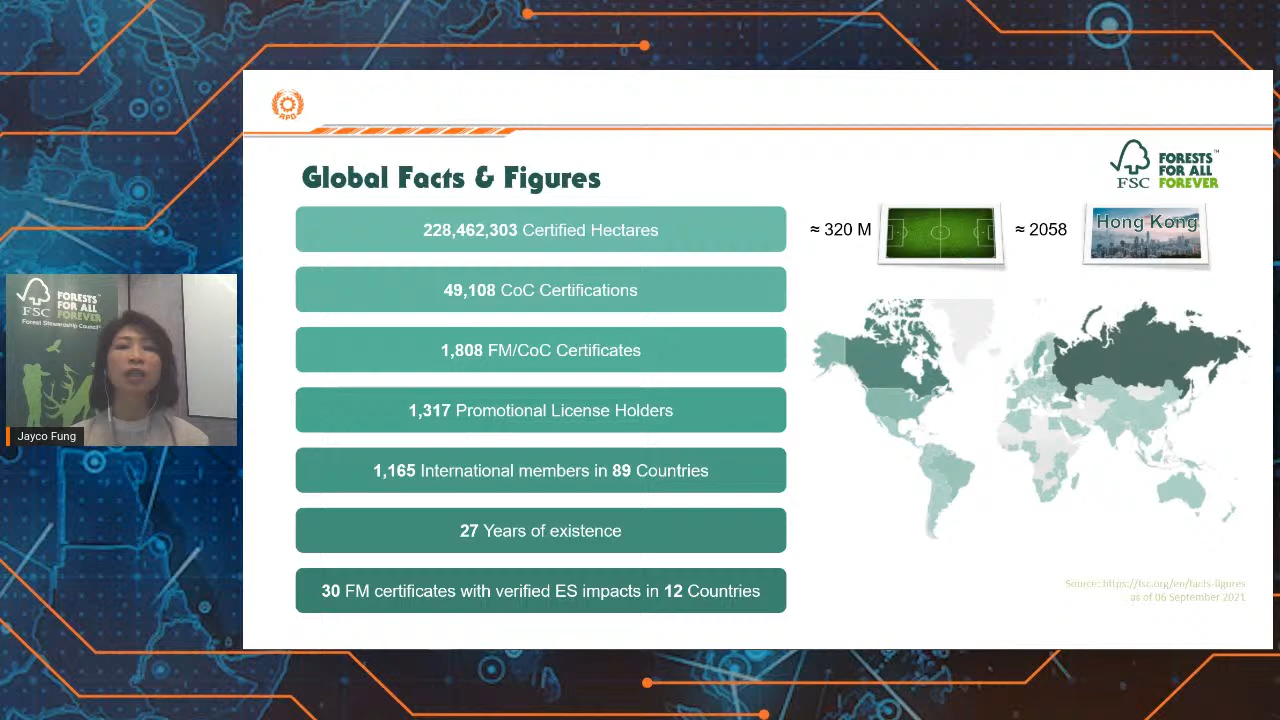 APO
Global Facts & Figures
FSC
FORESTS
FOR ALL
FOREVER
™
228,462,303 Certified Hectares
≈ 320 M
≈ 2058
Hong Kong
49,108 CoC Certifications
1,808 FM/CoC Certificates
1,317 Promotional License Holders
1,165 International members in 89 Countries
27 Years of existence
30 FM certificates with verified ES impacts in 12 Countries
Source: https://fsc.org/en/facts-figures
as of 06 September 2021
FSC
FORESTS
FOR ALL
FOREVER
Forest Stewardship Council
Jayco Fung